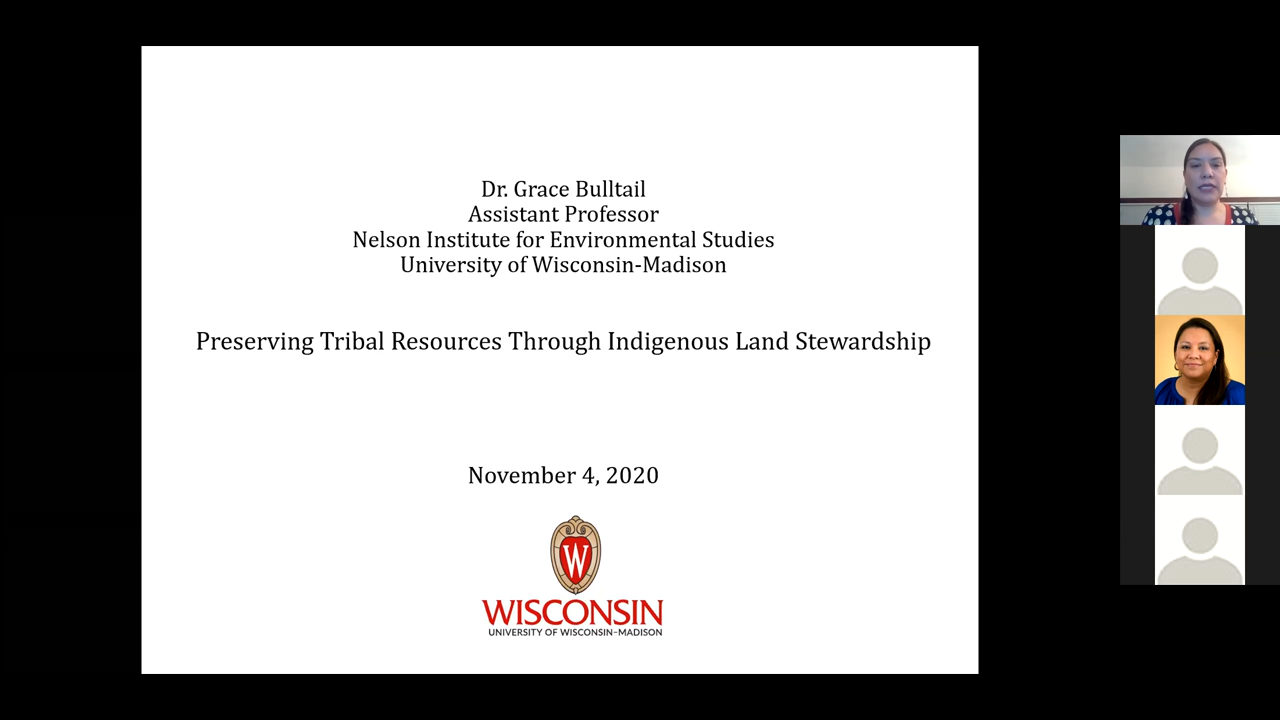 Dr. Grace Bulltail
Assistant Professor
Nelson Institute for Environmental Studies
University of Wisconsin-Madison
Preserving Tribal Resources Through Indigenous Land Stewardship
November 4, 2020
W
WISCONSIN
UNIVERSITY OF WISCONSIN–MADISON